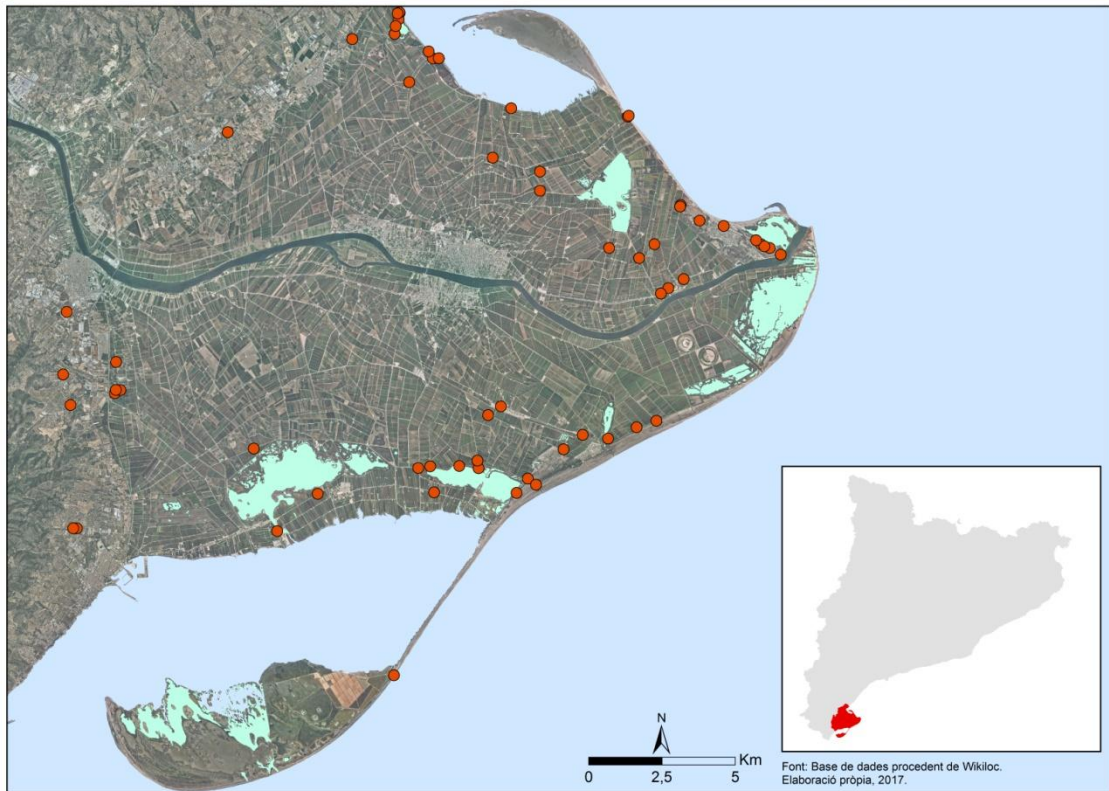 N
Km
0 2,5 5
Font: Base de dades procedent de Wikiloc.
Elaboració pròpia, 2017.